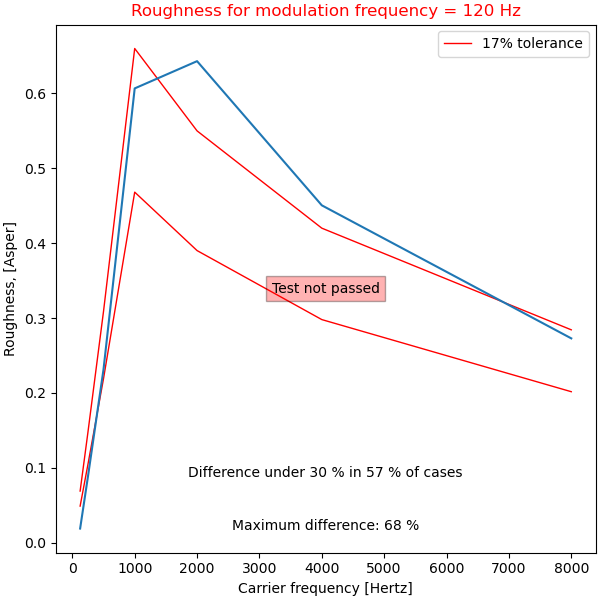 Roughness for modulation frequency = 120 Hz
17% tolerance
0.6
0.5
0.4
0.3
0.2
0.1
0.0
Roughness, [Asper]
Test not passed
Difference under 30 % in 57 % of cases
Maximum difference: 68 %
0 1000 2000 3000 4000 5000 6000 7000 8000
Carrier frequency [Hertz]